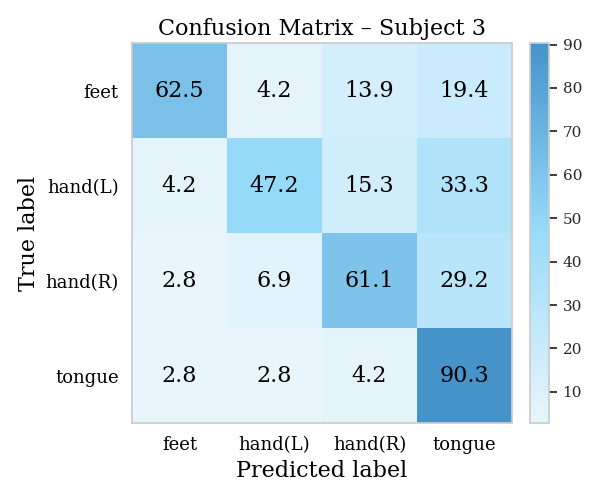 Confusion Matrix – Subject 3
True label
feet 62.5 4.2 13.9 19.4
hand(L) 4.2 47.2 15.3 33.3
hand(R) 2.8 6.9 61.1 29.2
tongue 2.8 2.8 4.2 90.3
feet hand(L) hand(R) tongue
Predicted label
90
80
70
60
50
40
30
20
10